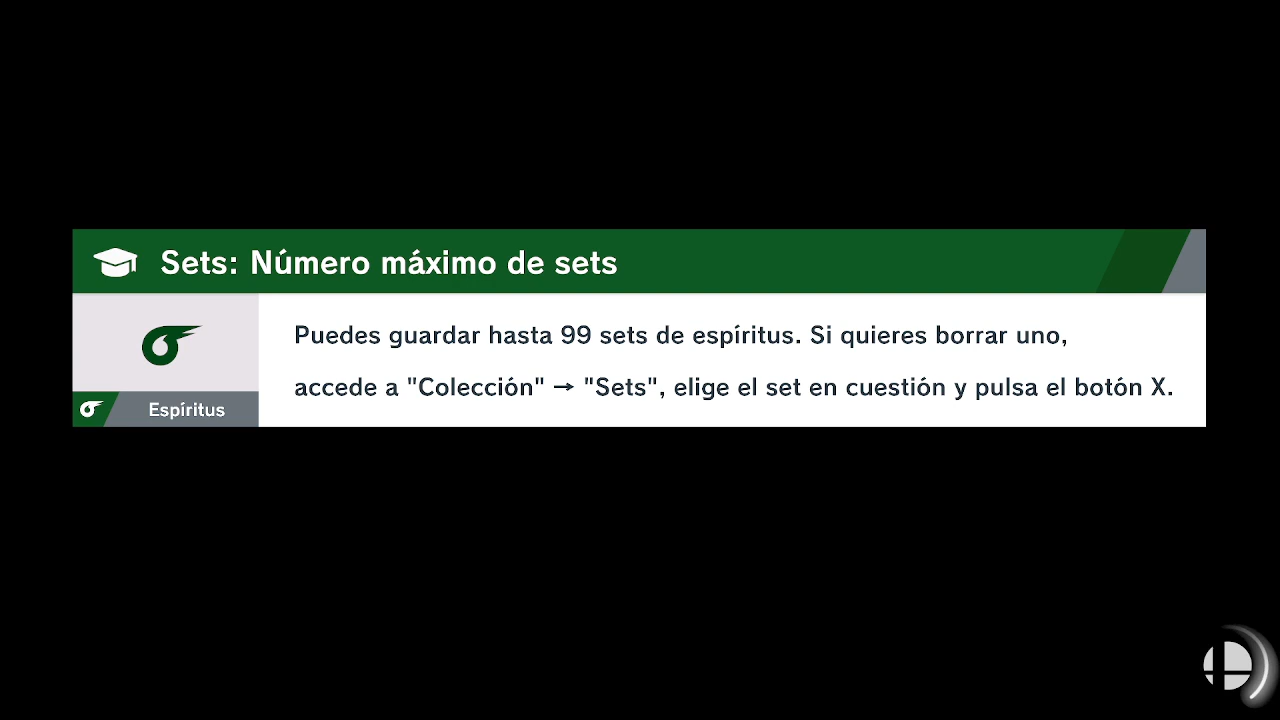 Sets: Número máximo de sets
Puedes guardar hasta 99 sets de espíritus. Si quieres borrar uno,
accede a "Colección" → "Sets", elige el set en cuestión y pulsa el botón X.
Espíritus